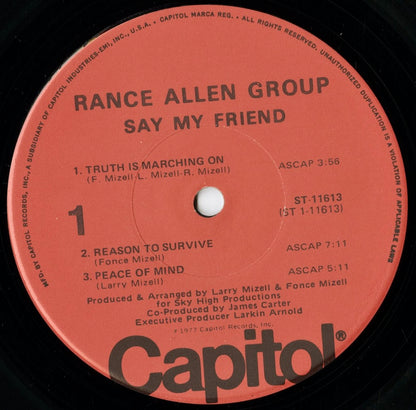 MFD. BY CAPITOL RECORDS, INC., A SUBSIDIARY OF CAPITOL INDUSTRIES-EMI, INC., U.S.A. • CAPITOL MARCA REG. • ALL RIGHTS RESERVED. UNAUTHORIZED DUPLICATION IS A VIOLATION OF APPLICABLE LAWS
RANCE ALLEN GROUP
SAY MY FRIEND
1. TRUTH IS MARCHING ON ASCAP 3:56
(F. Mizell-L. Mizell-R. Mizell)
ST-11613
1 (ST 1-11613)
2. REASON TO SURVIVE ASCAP 7:11
(Fonce Mizell)
3. PEACE OF MIND ASCAP 5:11
(Larry Mizell)
Produced & Arranged by Larry Mizell & Fonce Mizell
for Sky High Productions
Co-Produced by James Carter
Executive Producer Larkin Arnold
℗ 1977 Capitol Records, Inc.
Capitol®